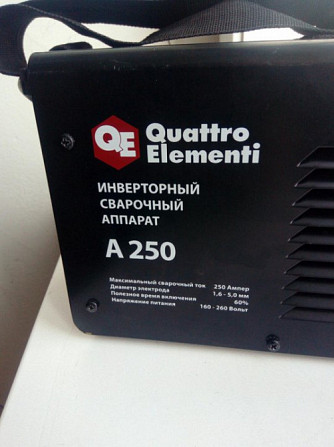 QE Quattro
Elementi
ИНВЕРТОРНЫЙ
СВАРОЧНЫЙ
АППАРАТ
A 250
Максимальный сварочный ток 250 Ампер
Диаметр электрода 1,6 - 5,0 мм
Полезное время включения 60%
Напряжение питания 160 - 260 Вольт